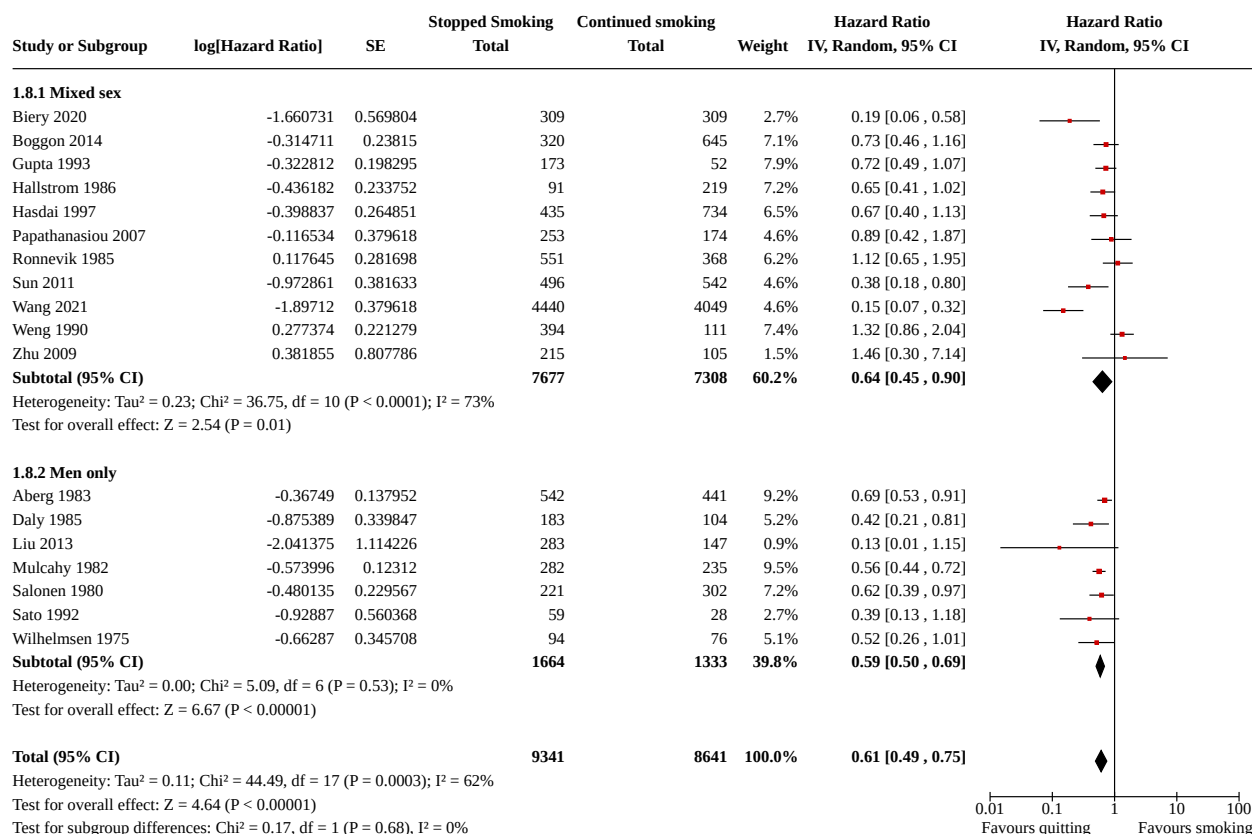 Stopped Smoking Continued smoking Hazard Ratio Hazard Ratio
Study or Subgroup log[Hazard Ratio] SE Total Total Weight IV, Random, 95% CI IV, Random, 95% CI
1.8.1 Mixed sex
Biery 2020 -1.660731 0.569804 309 309 2.7% 0.19 [0.06 , 0.58]
Boggon 2014 -0.314711 0.23815 320 645 7.1% 0.73 [0.46 , 1.16]
Gupta 1993 -0.322812 0.198295 173 52 7.9% 0.72 [0.49 , 1.07]
Hallstrom 1986 -0.436182 0.233752 91 219 7.2% 0.65 [0.41 , 1.02]
Hasdai 1997 -0.398837 0.264851 435 734 6.5% 0.67 [0.40 , 1.13]
Papathanasiou 2007 -0.116534 0.379618 253 174 4.6% 0.89 [0.42 , 1.87]
Ronnevik 1985 0.117645 0.281698 551 368 6.2% 1.12 [0.65 , 1.95]
Sun 2011 -0.972861 0.381633 496 542 4.6% 0.38 [0.18 , 0.80]
Wang 2021 -1.89712 0.379618 4440 4049 4.6% 0.15 [0.07 , 0.32]
Weng 1990 0.277374 0.221279 394 111 7.4% 1.32 [0.86 , 2.04]
Zhu 2009 0.381855 0.807786 215 105 1.5% 1.46 [0.30 , 7.14]
Subtotal (95% CI) 7677 7308 60.2% 0.64 [0.45 , 0.90]
Heterogeneity: Tau² = 0.23; Chi² = 36.75, df = 10 (P < 0.0001); I² = 73%
Test for overall effect: Z = 2.54 (P = 0.01)
1.8.2 Men only
Aberg 1983 -0.36749 0.137952 542 441 9.2% 0.69 [0.53 , 0.91]
Daly 1985 -0.875389 0.339847 183 104 5.2% 0.42 [0.21 , 0.81]
Liu 2013 -2.041375 1.114226 283 147 0.9% 0.13 [0.01 , 1.15]
Mulcahy 1982 -0.573996 0.12312 282 235 9.5% 0.56 [0.44 , 0.72]
Salonen 1980 -0.480135 0.229567 221 302 7.2% 0.62 [0.39 , 0.97]
Sato 1992 -0.92887 0.560368 59 28 2.7% 0.39 [0.13 , 1.18]
Wilhelmsen 1975 -0.66287 0.345708 94 76 5.1% 0.52 [0.26 , 1.01]
Subtotal (95% CI) 1664 1333 39.8% 0.59 [0.50 , 0.69]
Heterogeneity: Tau² = 0.00; Chi² = 5.09, df = 6 (P = 0.53); I² = 0%
Test for overall effect: Z = 6.67 (P < 0.00001)
Total (95% CI) 9341 8641 100.0% 0.61 [0.49 , 0.75]
Heterogeneity: Tau² = 0.11; Chi² = 44.49, df = 17 (P = 0.0003); I² = 62%
Test for overall effect: Z = 4.64 (P < 0.00001)
0.01 0.1 1 10 100
Test for subgroup differences: Chi² = 0.17, df = 1 (P = 0.68), I² = 0%
Favours quitting Favours smoking